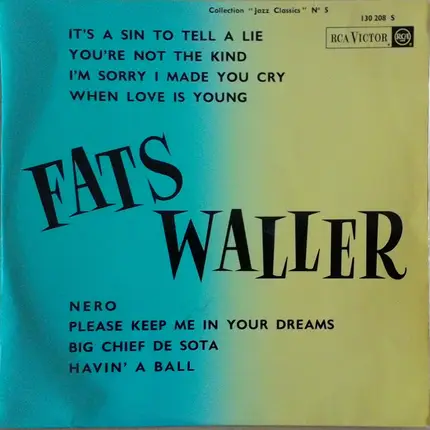 Collection "Jazz Classics" N° 5
130 208 S
IT'S A SIN TO TELL A LIE
YOU'RE NOT THE KIND
I'M SORRY I MADE YOU CRY
WHEN LOVE IS YOUNG
RCA VICTOR RCA
FATS
WALLER
NERO
PLEASE KEEP ME IN YOUR DREAMS
BIG CHIEF DE SOTA
HAVIN' A BALL